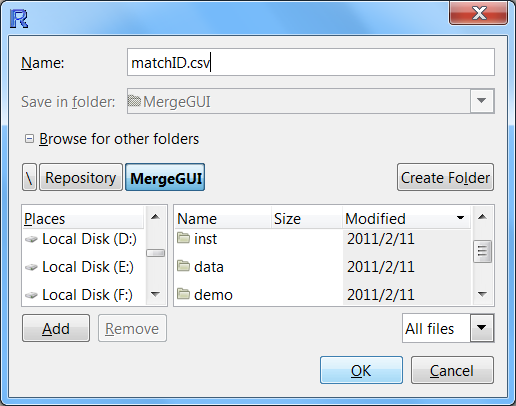 R
X
Name: matchID.csv
Save in folder: MergeGUI
Browse for other folders
\ Repository MergeGUI Create Folder
Places Name Size Modified
Local Disk (D:) inst 2011/2/11
Local Disk (E:) data 2011/2/11
Local Disk (F:) demo 2011/2/11
Add Remove All files
OK Cancel